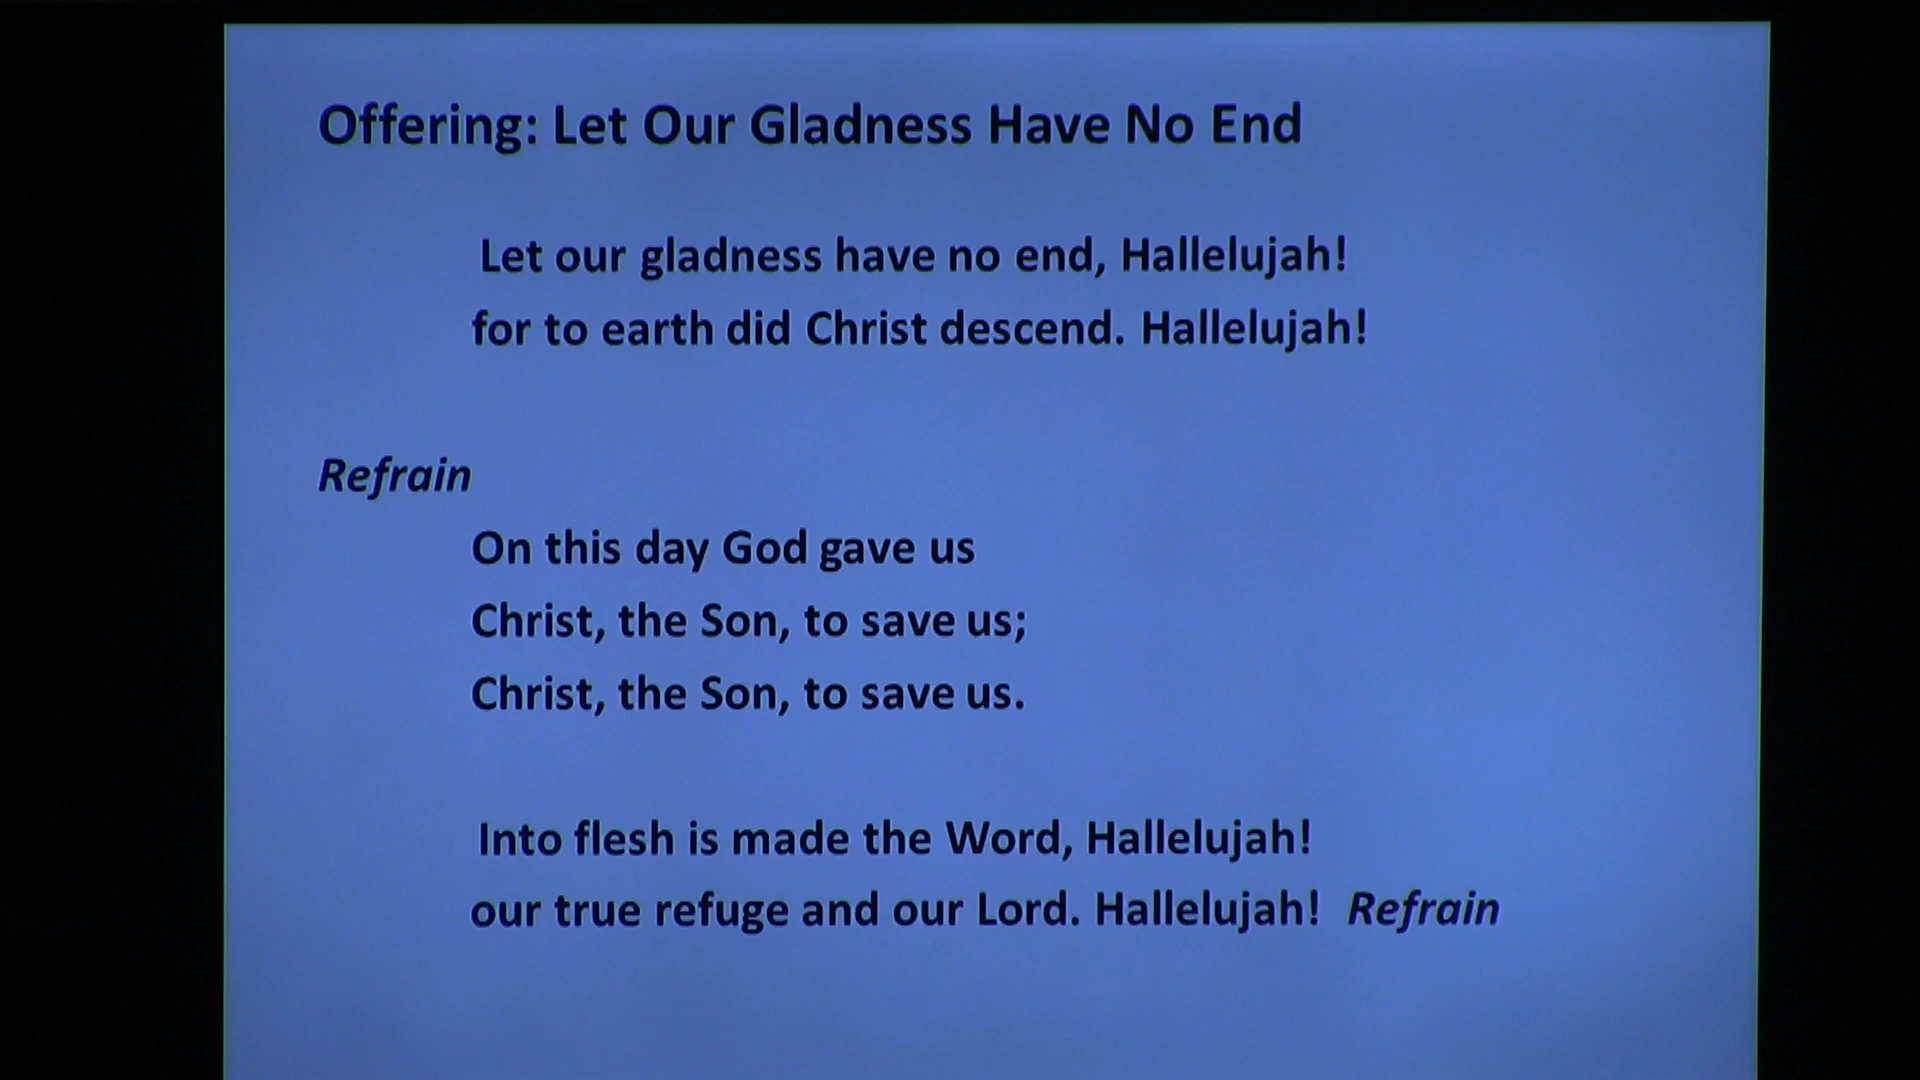 Offering: Let Our Gladness Have No End
Let our gladness have no end, Hallelujah!
for to earth did Christ descend. Hallelujah!
Refrain
On this day God gave us
Christ, the Son, to save us;
Christ, the Son, to save us.
Into flesh is made the Word, Hallelujah!
our true refuge and our Lord. Hallelujah! Refrain